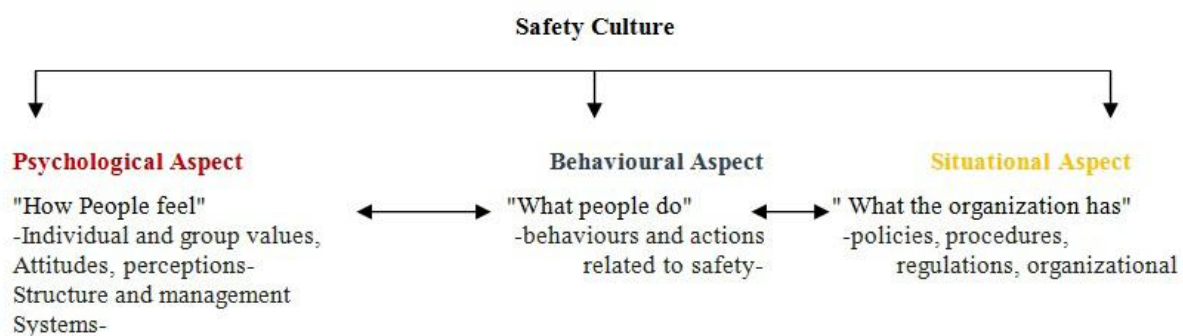 Safety Culture
Psychological Aspect
"How People feel"
-Individual and group values,
Attitudes, perceptions-
Structure and management
Systems-
Behavioural Aspect
"What people do"
-behaviours and actions
related to safety-
Situational Aspect
" What the organization has"
-policies, procedures,
regulations, organizational